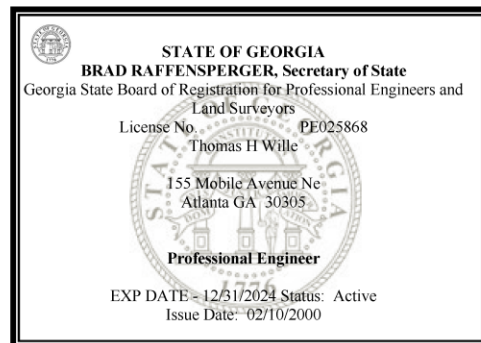 STATE OF GEORGIA
BRAD RAFFENSPERGER, Secretary of State
Georgia State Board of Registration for Professional Engineers and
Land Surveyors
License No. PE025868
Thomas H Wille
155 Mobile Avenue Ne
Atlanta GA 30305
Professional Engineer
1776
EXP DATE - 12/31/2024 Status: Active
Issue Date: 02/10/2000